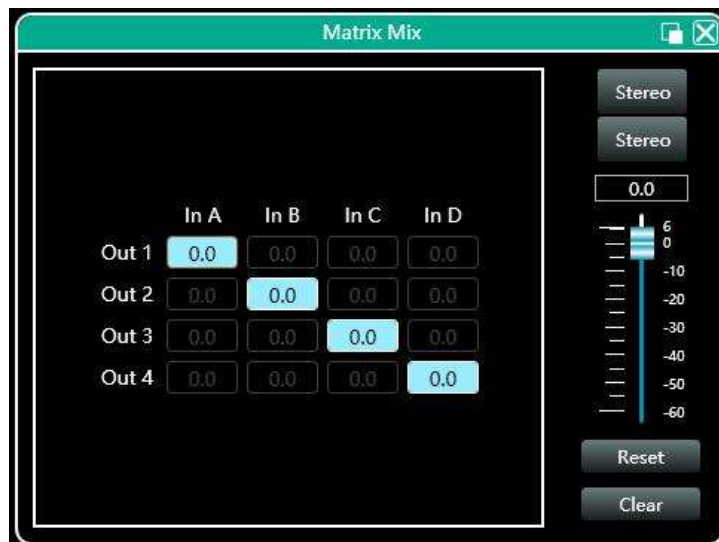 Matrix Mix
Stereo
Stereo
0.0
In A In B In C In D
Out 1 0.0 0.0 0.0 0.0
Out 2 0.0 0.0 0.0 0.0
Out 3 0.0 0.0 0.0 0.0
Out 4 0.0 0.0 0.0 0.0
6
0
-10
-20
-30
-40
-50
-60
Reset
Clear